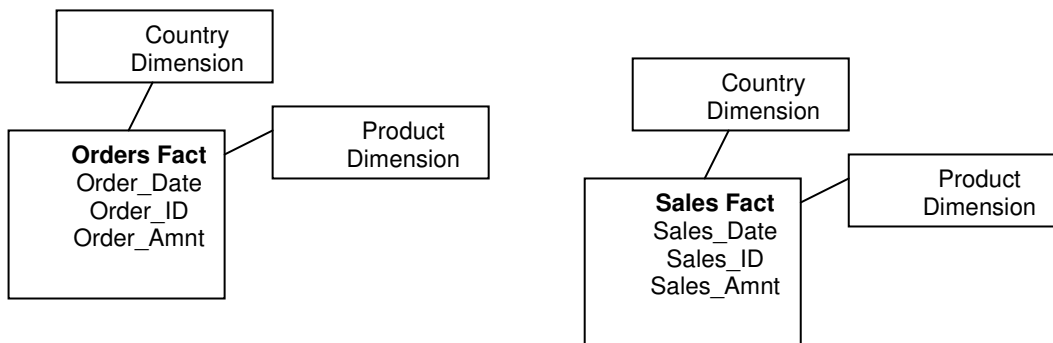 Country
Dimension
Product
Dimension
Orders Fact
Order_Date
Order_ID
Order_Amnt
Country
Dimension
Product
Dimension
Sales Fact
Sales_Date
Sales_ID
Sales_Amnt